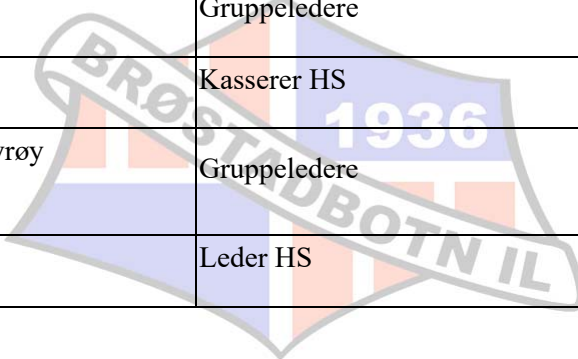 Gruppeledere
Kasserer HS
Gruppeledere
Leder HS
BRØSTADBOTN IL
1936